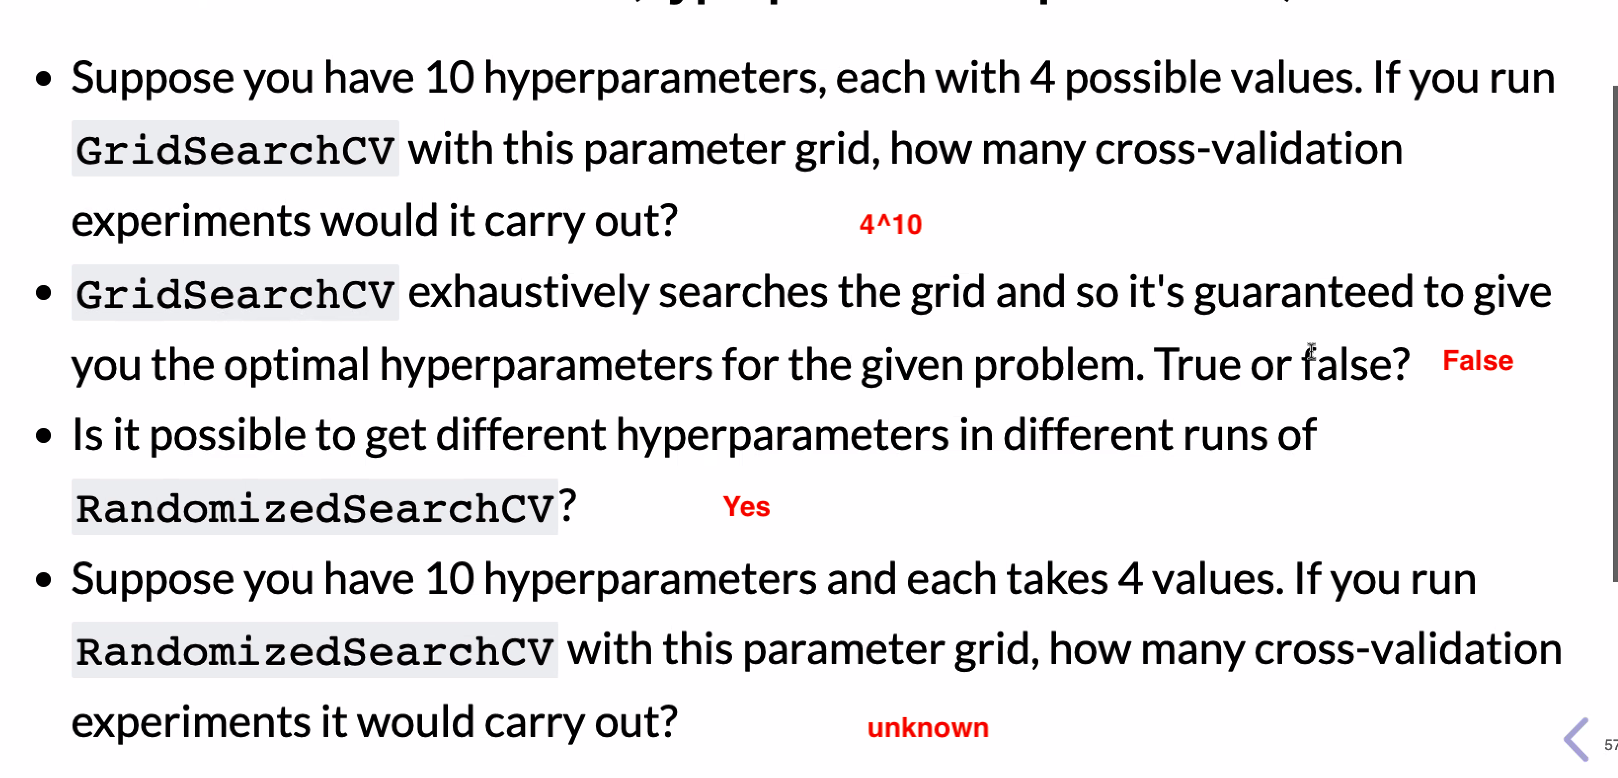 • Suppose you have 10 hyperparameters, each with 4 possible values. If you run
GridSearchCV with this parameter grid, how many cross-validation
experiments would it carry out? 4^10
• GridSearchCV exhaustively searches the grid and so it's guaranteed to give
you the optimal hyperparameters for the given problem. True or false? False
• Is it possible to get different hyperparameters in different runs of
RandomizedSearchCV? Yes
• Suppose you have 10 hyperparameters and each takes 4 values. If you run
RandomizedSearchCV with this parameter grid, how many cross-validation
experiments it would carry out? unknown
57